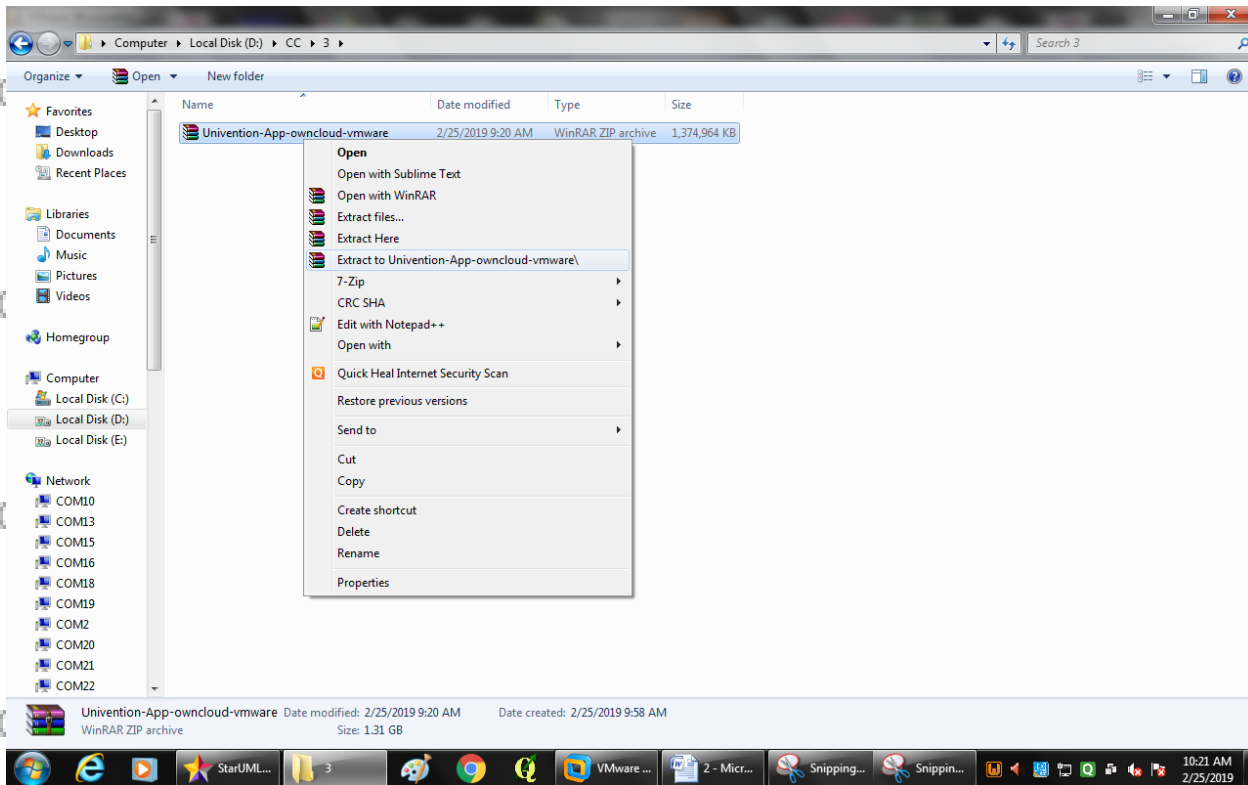 Computer ▸ Local Disk (D:) ▸ CC ▸ 3 ▸
Search 3
Organize Open New folder
Name Date modified Type Size
Univention-App-owncloud-vmware 2/25/2019 9:20 AM WinRAR ZIP archive 1,374,964 KB
Favorites
Desktop
Downloads
Recent Places
Libraries
Documents
Music
Pictures
Videos
Homegroup
Computer
Local Disk (C:)
Local Disk (D:)
Local Disk (E:)
Network
COM10
COM13
COM15
COM16
COM18
COM19
COM2
COM20
COM21
COM22
Open
Open with Sublime Text
Open with WinRAR
Extract files...
Extract Here
Extract to Univention-App-owncloud-vmware\
7-Zip
CRC SHA
Edit with Notepad++
Open with
Quick Heal Internet Security Scan
Restore previous versions
Send to
Cut
Copy
Create shortcut
Delete
Rename
Properties
Univention-App-owncloud-vmware Date modified: 2/25/2019 9:20 AM Date created: 2/25/2019 9:58 AM
WinRAR ZIP archive Size: 1.31 GB
StarUML... 3 VMware ... 2 - Micr... Snipping... Snippin...
10:21 AM
2/25/2019